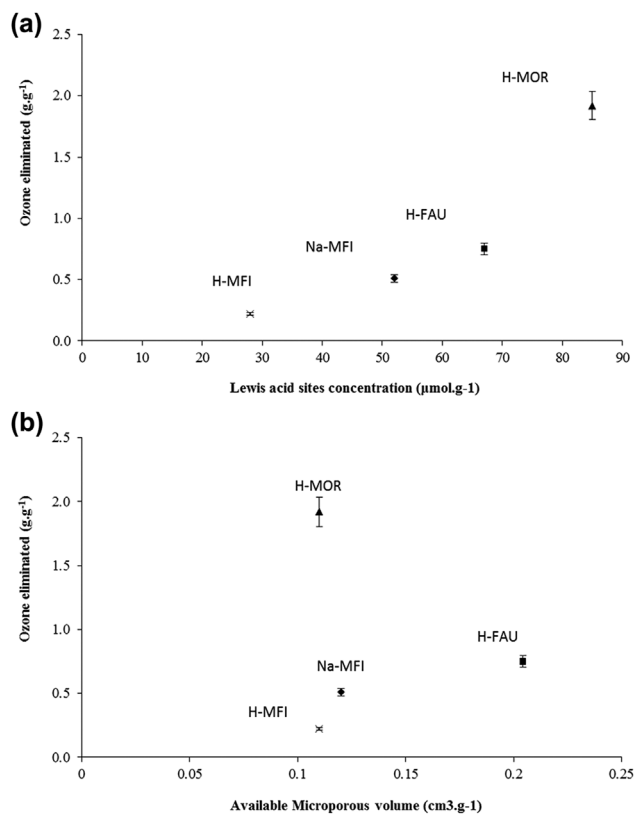 (a)
Ozone eliminated (g.g-1)
2.5
2.0
1.5
1.0
0.5
0.0
H-MOR
H-FAU
Na-MFI
H-MFI
0 10 20 30 40 50 60 70 80 90
Lewis acid sites concentration (µmol.g-1)
(b)
Ozone eliminated (g.g-1)
2.5
2.0
1.5
1.0
0.5
0.0
H-MOR
H-FAU
Na-MFI
H-MFI
0 0.05 0.1 0.15 0.2 0.25
Available Microporous volume (cm3.g-1)